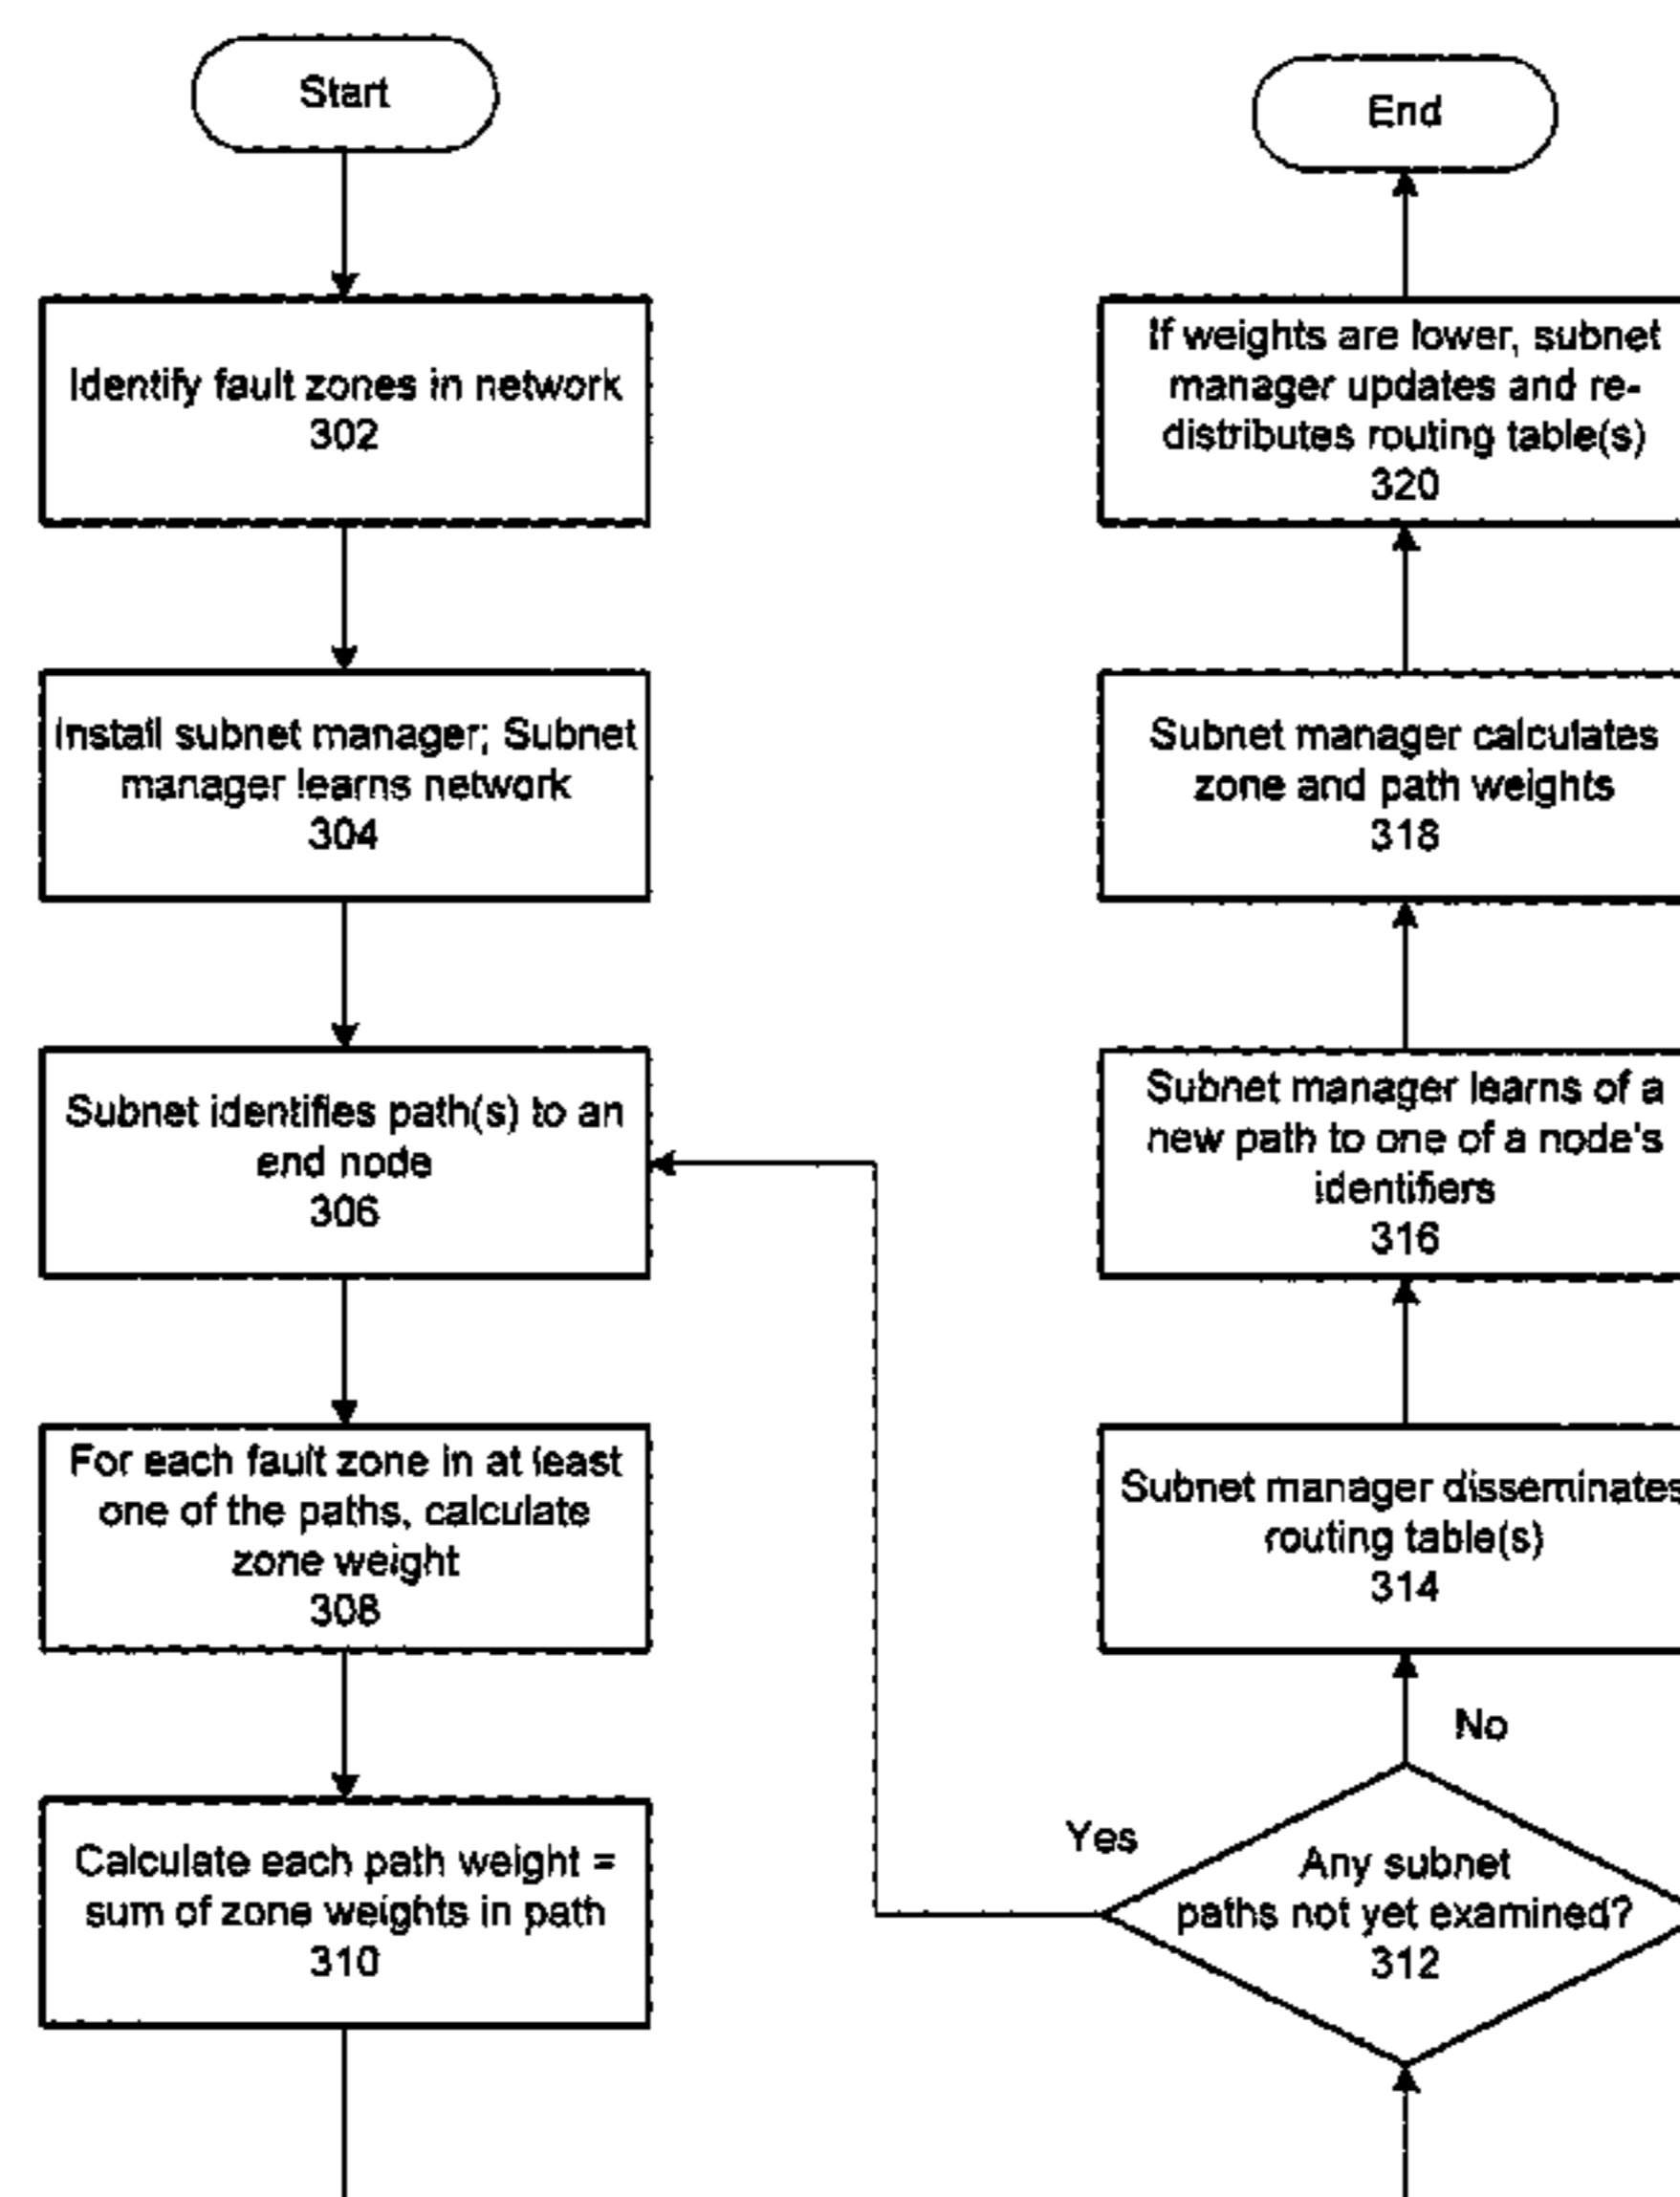 Start
Identify fault zones in network
302
Install subnet manager; Subnet
manager learns network
304
Subnet identifies path(s) to an
end node
306
For each fault zone in at least
one of the paths, calculate
zone weight
308
Calculate each path weight =
sum of zone weights in path
310
End
If weights are lower, subnet
manager updates and re-
distributes routing table(s)
320
Subnet manager calculates
zone and path weights
318
Subnet manager learns of a
new path to one of a node's
identifiers
316
Subnet manager disseminates
routing table(s)
314
No
Yes
Any subnet
paths not yet examined?
312